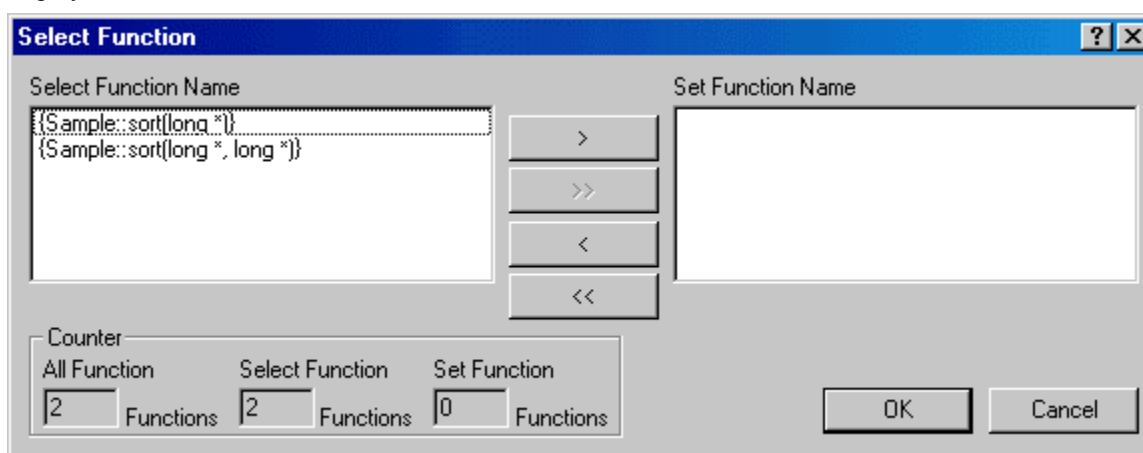 Select Function
? ×
Select Function Name
Set Function Name
{Sample::sort(long *)}
{Sample::sort(long *, long *)}
>
>>
<
<<
Counter
All Function Select Function Set Function
2 Functions 2 Functions 0 Functions
OK Cancel